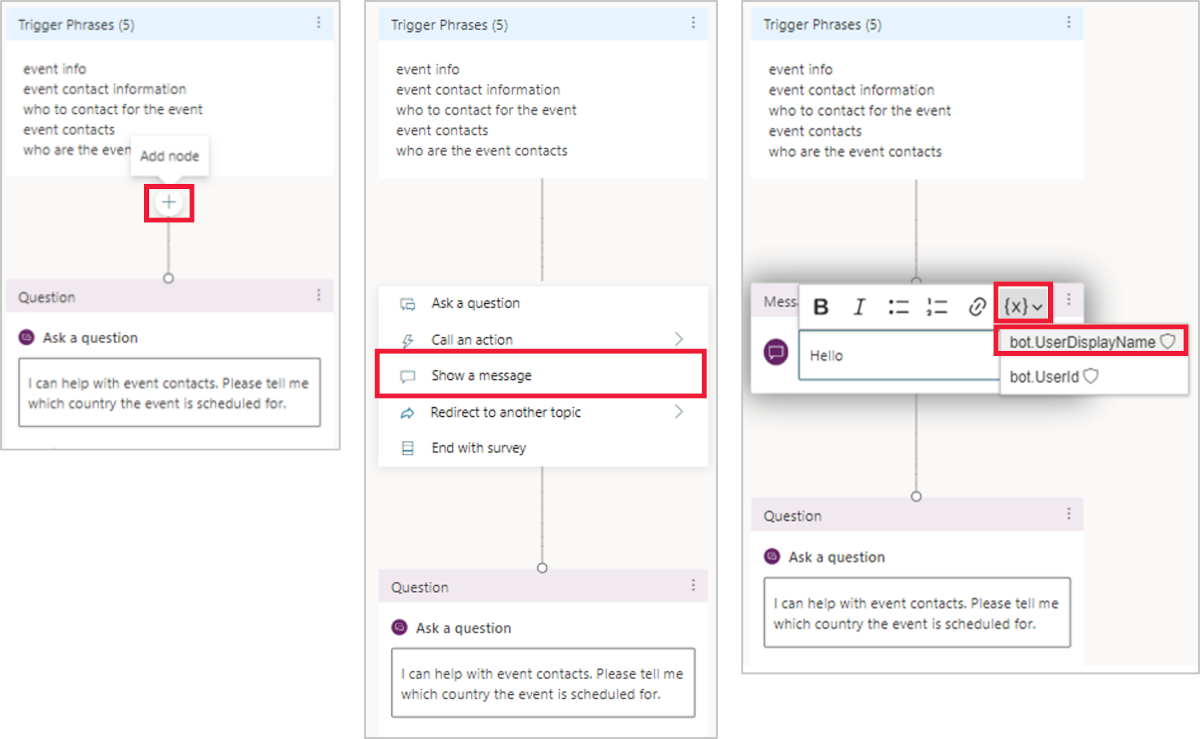 Trigger Phrases (5)
event info
event contact information
who to contact for the event
event contacts
who are the even
Add node
Question
Ask a question
I can help with event contacts. Please tell me
which country the event is scheduled for.
Trigger Phrases (5)
event info
event contact information
who to contact for the event
event contacts
who are the event contacts
Ask a question
Call an action
Show a message
Redirect to another topic
End with survey
Question
Ask a question
I can help with event contacts. Please tell me
which country the event is scheduled for.
Trigger Phrases (5)
event info
event contact information
who to contact for the event
event contacts
who are the event contacts
Mess
B I {x}
Hello
bot.UserDisplayName
bot.UserId
Question
Ask a question
I can help with event contacts. Please tell me
which country the event is scheduled for.